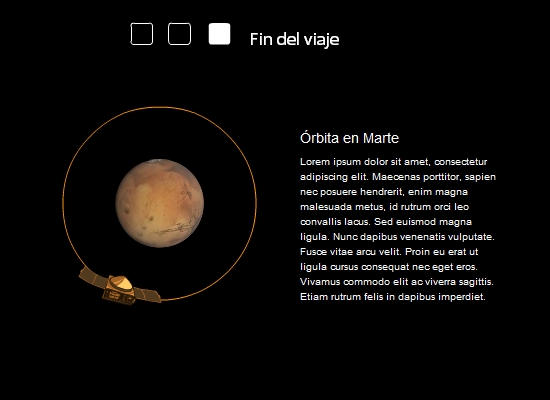 Fin del viaje
Órbita en Marte
Lorem ipsum dolor sit amet, consectetur
adipiscing elit. Maecenas porttitor, sapien
nec posuere hendrerit, enim magna
malesuada metus, id rutrum orci leo
convallis lacus. Sed euismod magna
ligula. Nunc dapibus venenatis vulputate.
Fusce vitae arcu velit. Proin eu erat ut
ligula cursus consequat nec eget eros.
Vivamus commodo elit ac viverra sagittis.
Etiam rutrum felis in dapibus imperdiet.